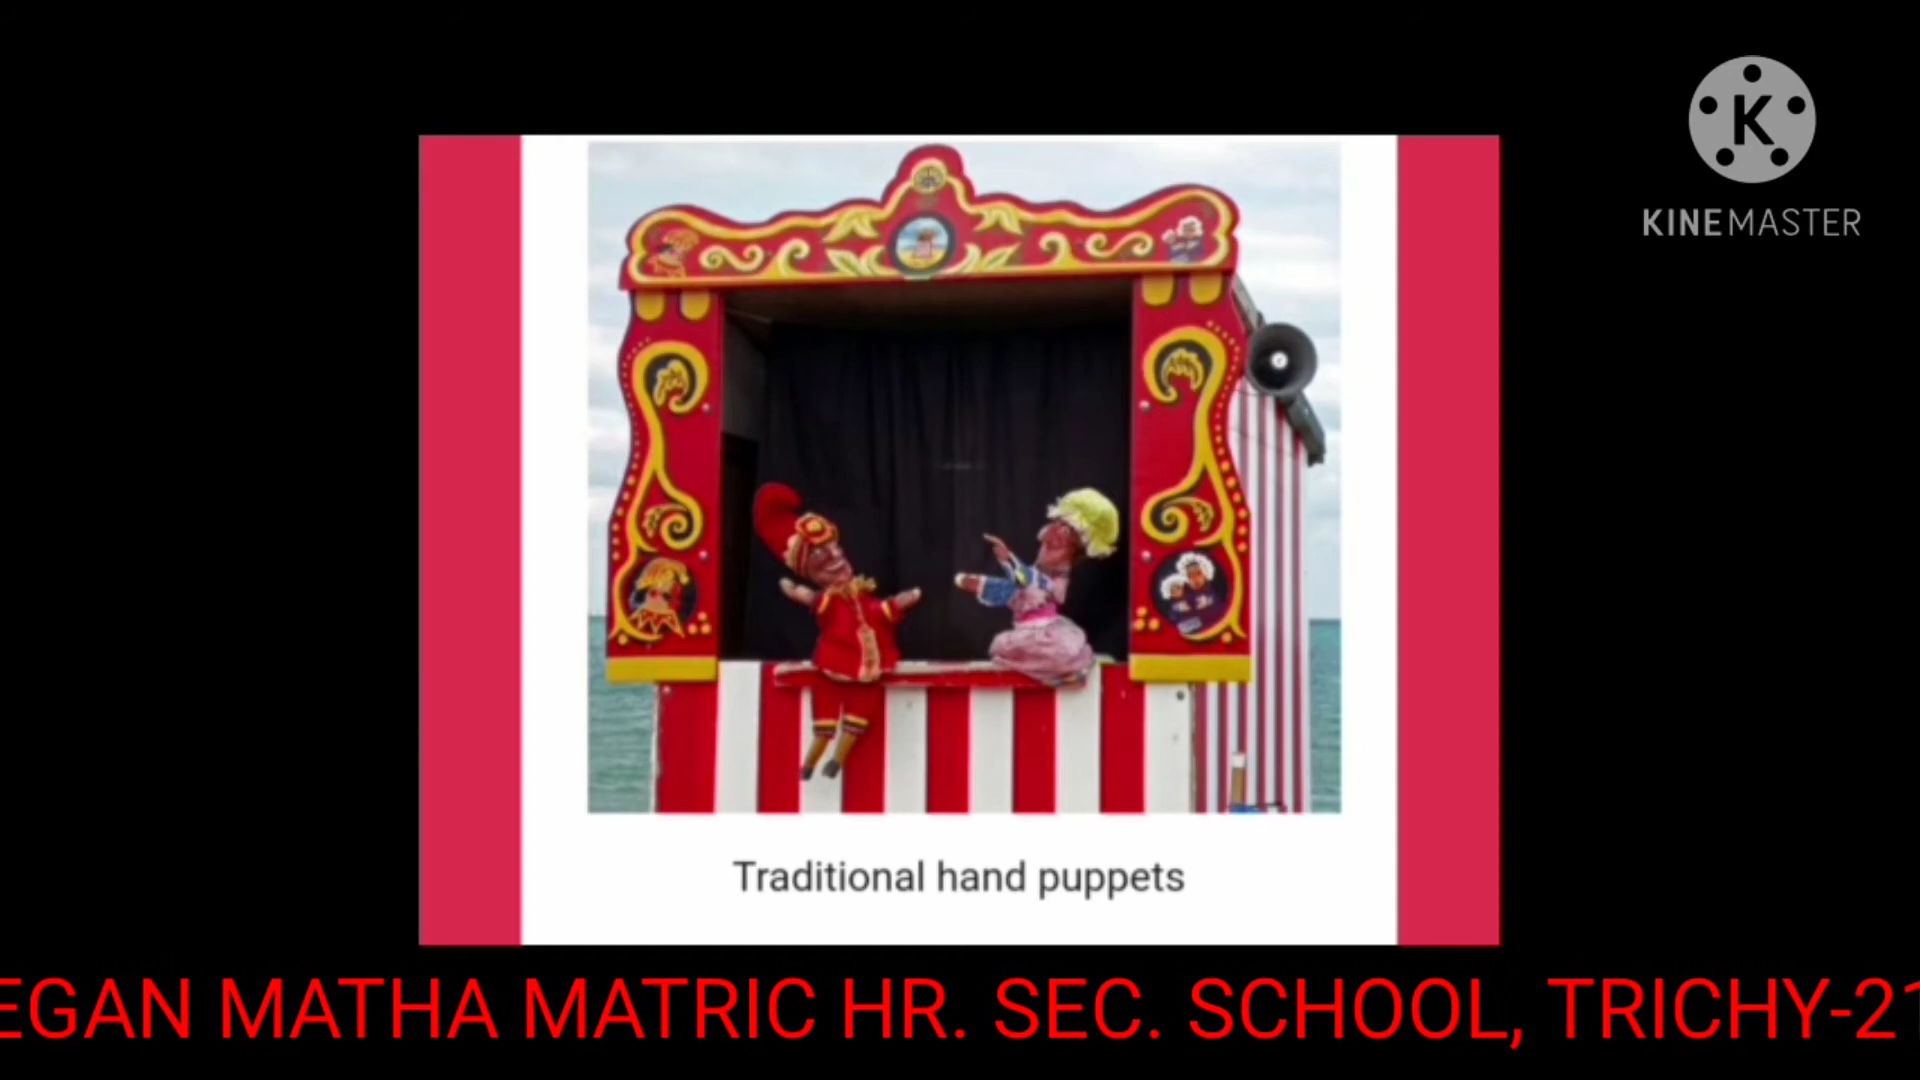 K
KINEMASTER
Traditional hand puppets
EGAN MATHA MATRIC HR. SEC. SCHOOL, TRICHY-21